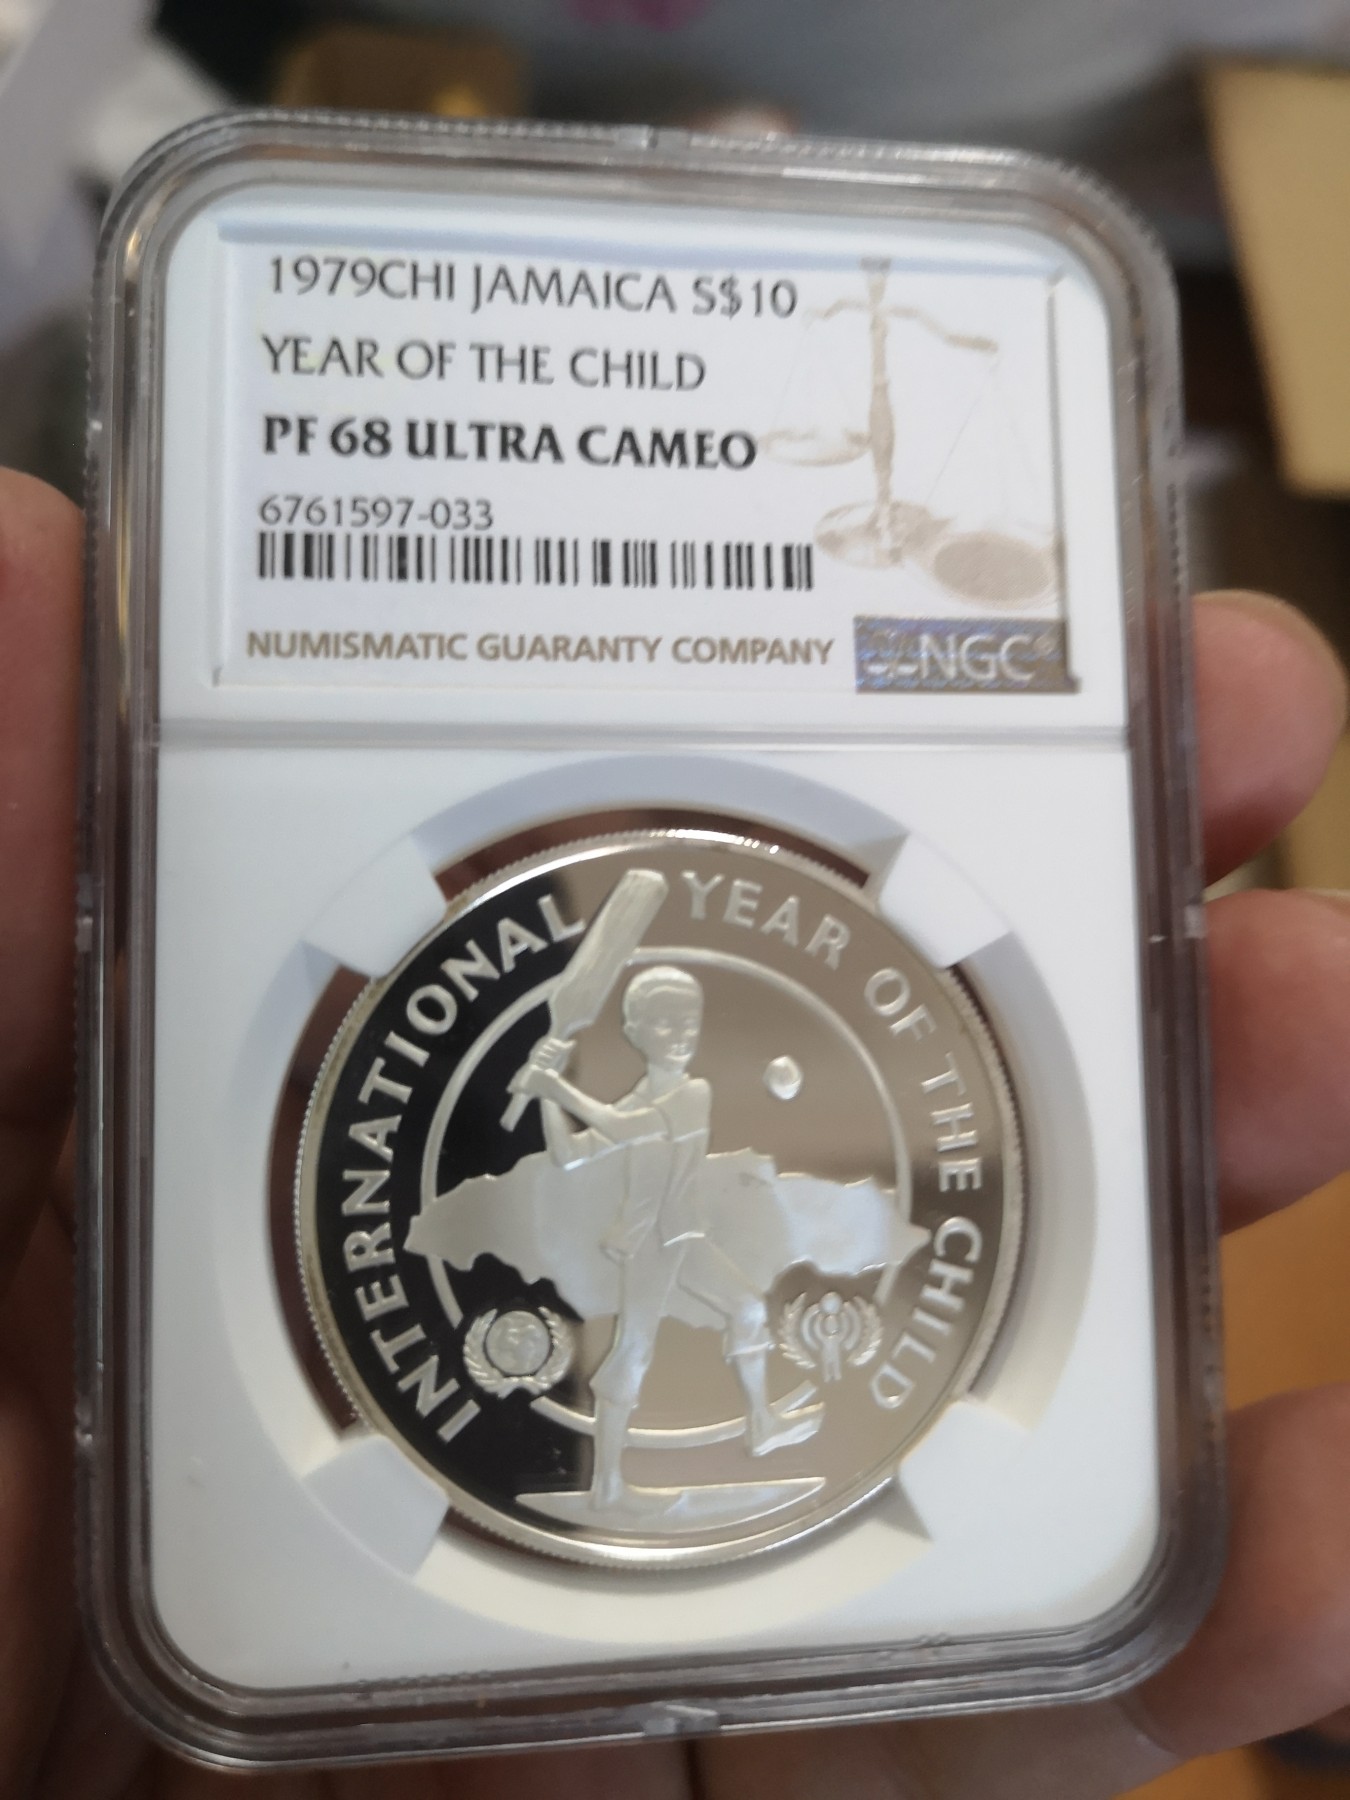 1979CHI JAMAICA S$10
YEAR OF THE CHILD
PF 68 ULTRA CAMEO
6761597-033
NUMISMATIC GUARANTY COMPANY NGC®
INTERNATIONAL YEAR OF THE CHILD